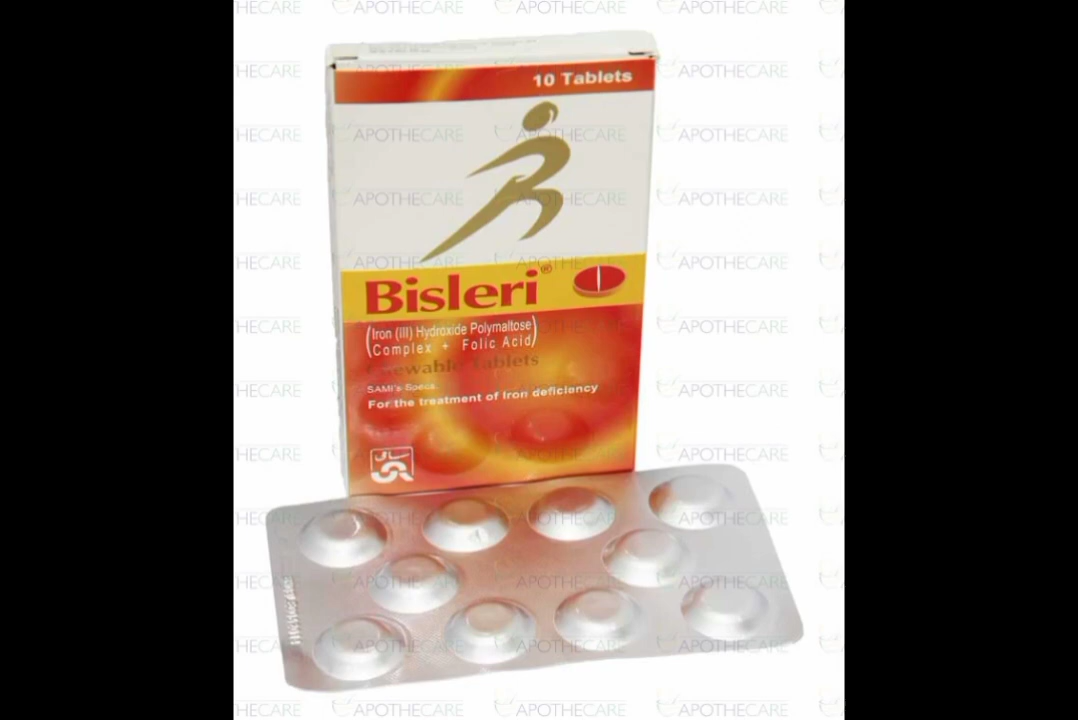 10 Tablets
Bisleri®
(Iron (III) Hydroxide Polymaltose
Complex + Folic Acid)
Chewable Tablets
SAMI's Specs.
For the treatment of Iron deficiency
APOTHECARE